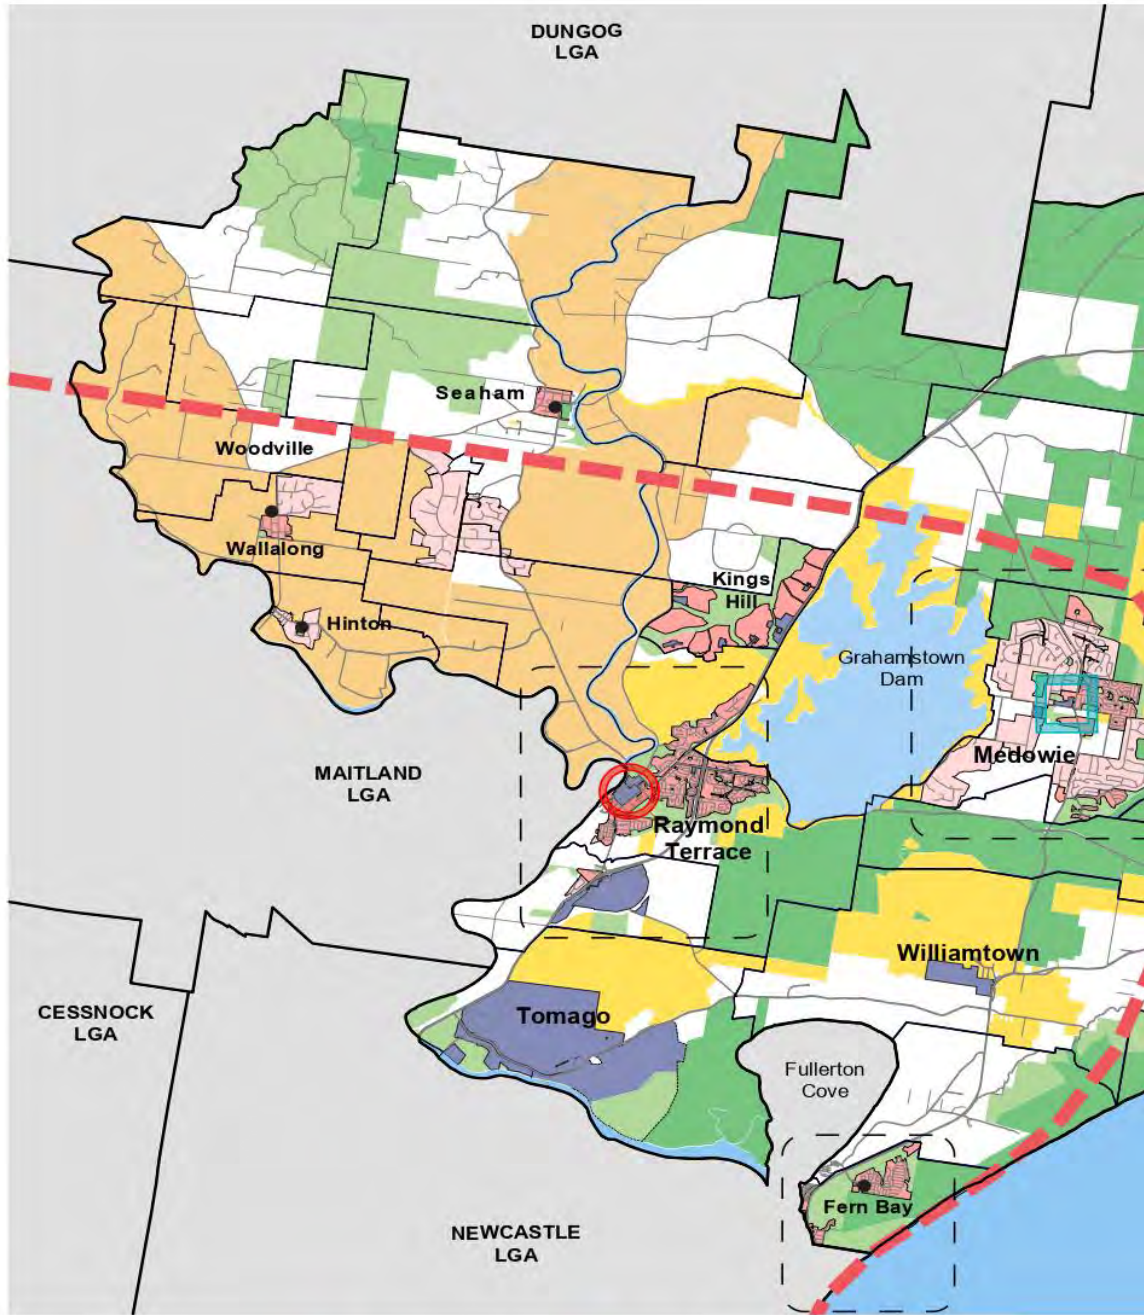 DUNGOG
LGA
Seaham
Woodville
Wallalong
Kings
Hill
Hinton
Grahamstown
Dam
Medowie
MAITLAND
LGA
Raymond
Terrace
Williamtown
CESSNOCK
LGA
Tomago
Fullerton
Cove
Fern Bay
NEWCASTLE
LGA